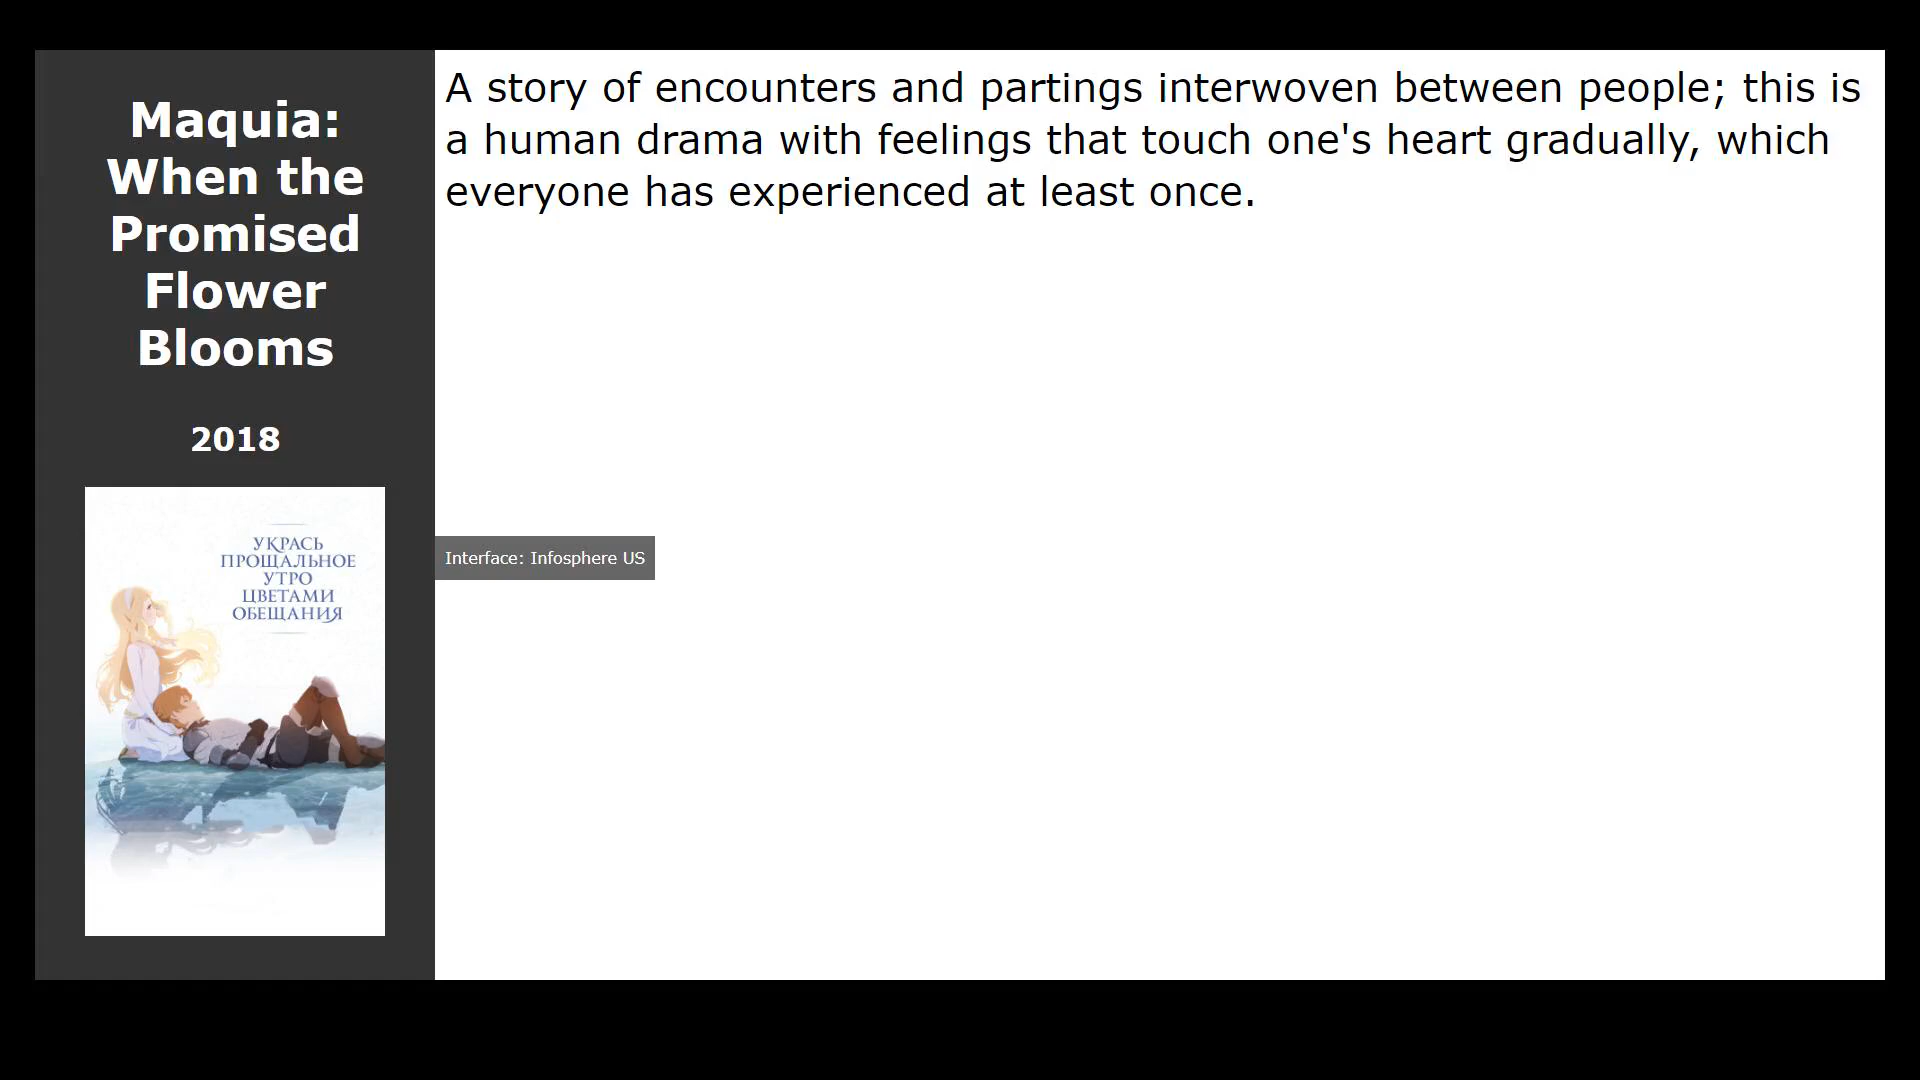 Maquia:
When the
Promised
Flower
Blooms
2018
УКРАСЬ
ПРОЩАЛЬНОЕ
УТРО
ЦВЕТАМИ
ОБЕЩАНИЯ
A story of encounters and partings interwoven between people; this is
a human drama with feelings that touch one's heart gradually, which
everyone has experienced at least once.
Interface: Infosphere US